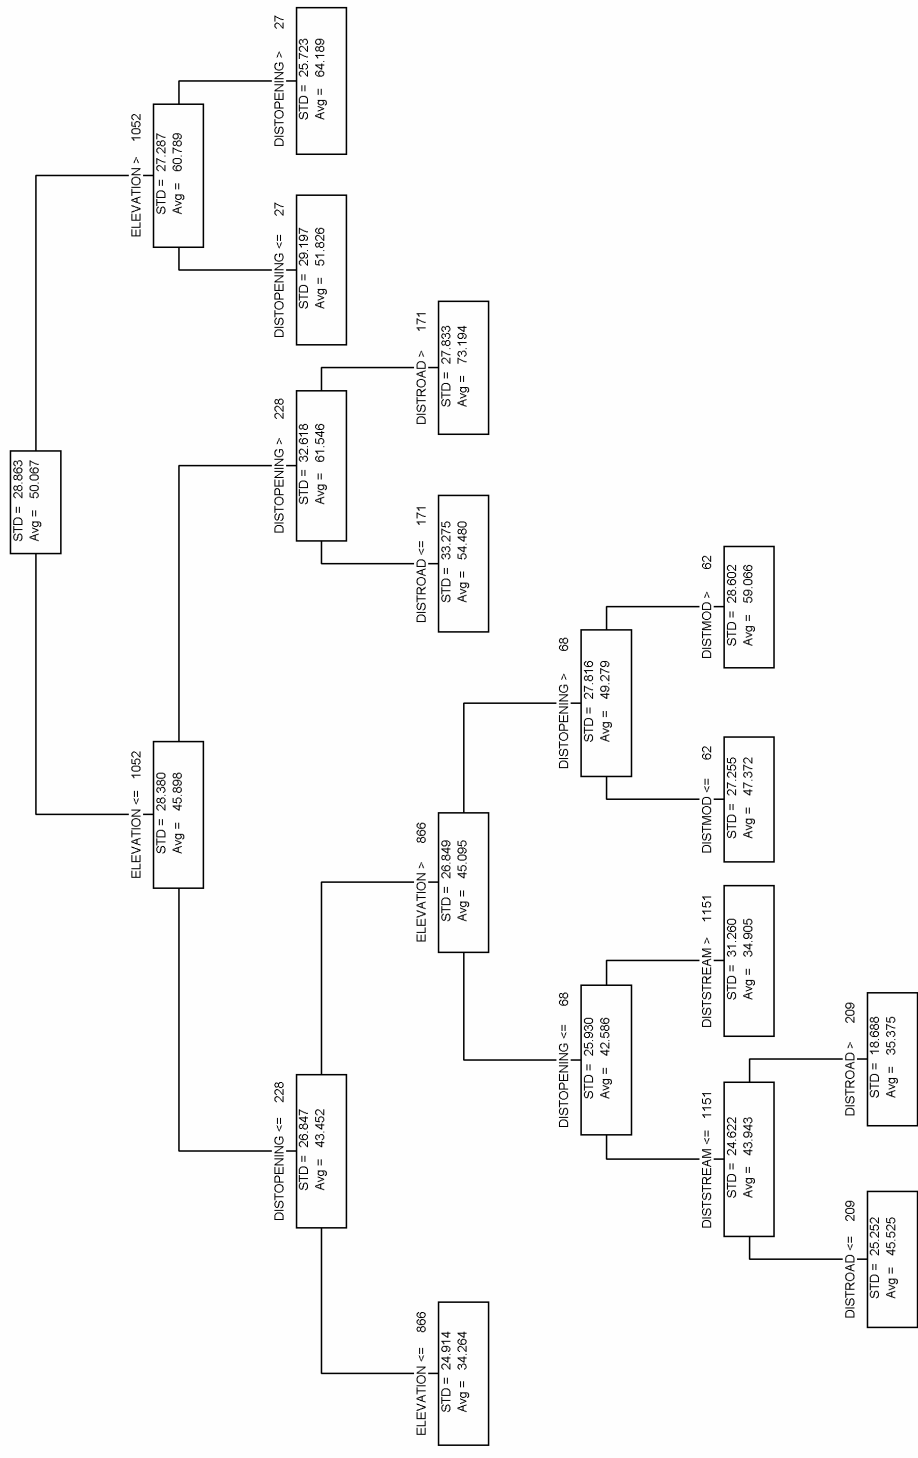 STD = 28.863
Avg = 50.067
ELEVATION <= 1052
STD = 28.380
Avg = 45.898
ELEVATION > 1052
STD = 27.287
Avg = 60.789
DISTOPENING <= 228
STD = 26.847
Avg = 43.452
DISTOPENING > 228
STD = 32.618
Avg = 61.546
DISTOPENING <= 27
STD = 29.197
Avg = 51.826
DISTOPENING > 27
STD = 25.723
Avg = 64.189
ELEVATION <= 866
STD = 24.914
Avg = 34.264
ELEVATION > 866
STD = 26.849
Avg = 45.095
DISTROAD <= 171
STD = 33.275
Avg = 54.480
DISTROAD > 171
STD = 27.833
Avg = 73.194
DISTOPENING <= 68
STD = 25.930
Avg = 42.586
DISTOPENING > 68
STD = 27.816
Avg = 49.279
DISTSTREAM <= 1151
STD = 24.622
Avg = 43.943
DISTSTREAM > 1151
STD = 31.260
Avg = 34.905
DISTMOD <= 62
STD = 27.255
Avg = 47.372
DISTMOD > 62
STD = 28.602
Avg = 59.066
DISTROAD <= 209
STD = 25.252
Avg = 45.525
DISTROAD > 209
STD = 18.688
Avg = 35.375